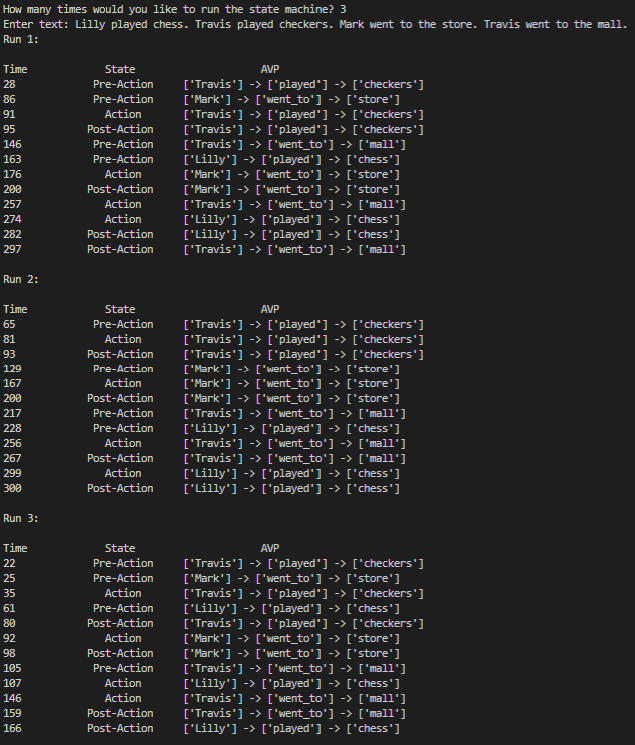 How many times would you like to run the state machine? 3
Enter text: Lilly played chess. Travis played checkers. Mark went to the store. Travis went to the mall.
Run 1:
Time State AVP
28 Pre-Action ['Travis'] -> ['played'] -> ['checkers']
86 Pre-Action ['Mark'] -> ['went_to'] -> ['store']
91 Action ['Travis'] -> ['played'] -> ['checkers']
95 Post-Action ['Travis'] -> ['played'] -> ['checkers']
146 Pre-Action ['Travis'] -> ['went_to'] -> ['mall']
163 Pre-Action ['Lilly'] -> ['played'] -> ['chess']
176 Action ['Mark'] -> ['went_to'] -> ['store']
200 Post-Action ['Mark'] -> ['went_to'] -> ['store']
257 Action ['Travis'] -> ['went_to'] -> ['mall']
274 Action ['Lilly'] -> ['played'] -> ['chess']
282 Post-Action ['Lilly'] -> ['played'] -> ['chess']
297 Post-Action ['Travis'] -> ['went_to'] -> ['mall']
Run 2:
Time State AVP
65 Pre-Action ['Travis'] -> ['played'] -> ['checkers']
81 Action ['Travis'] -> ['played'] -> ['checkers']
93 Post-Action ['Travis'] -> ['played'] -> ['checkers']
129 Pre-Action ['Mark'] -> ['went_to'] -> ['store']
167 Action ['Mark'] -> ['went_to'] -> ['store']
200 Post-Action ['Mark'] -> ['went_to'] -> ['store']
217 Pre-Action ['Travis'] -> ['went_to'] -> ['mall']
228 Pre-Action ['Lilly'] -> ['played'] -> ['chess']
256 Action ['Travis'] -> ['went_to'] -> ['mall']
267 Post-Action ['Travis'] -> ['went_to'] -> ['mall']
299 Action ['Lilly'] -> ['played'] -> ['chess']
300 Post-Action ['Lilly'] -> ['played'] -> ['chess']
Run 3:
Time State AVP
22 Pre-Action ['Travis'] -> ['played'] -> ['checkers']
25 Pre-Action ['Mark'] -> ['went_to'] -> ['store']
35 Action ['Travis'] -> ['played'] -> ['checkers']
61 Pre-Action ['Lilly'] -> ['played'] -> ['chess']
80 Post-Action ['Travis'] -> ['played'] -> ['checkers']
92 Action ['Mark'] -> ['went_to'] -> ['store']
98 Post-Action ['Mark'] -> ['went_to'] -> ['store']
105 Pre-Action ['Travis'] -> ['went_to'] -> ['mall']
107 Action ['Lilly'] -> ['played'] -> ['chess']
146 Action ['Travis'] -> ['went_to'] -> ['mall']
159 Post-Action ['Travis'] -> ['went_to'] -> ['mall']
166 Post-Action ['Lilly'] -> ['played'] -> ['chess']